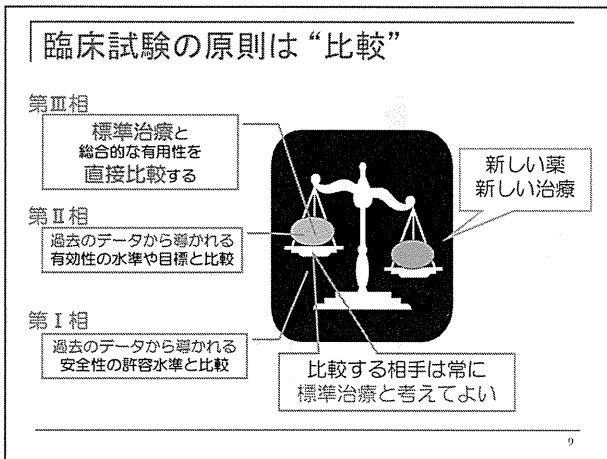 臨床試験の原則は“比較”
第Ⅲ相
標準治療と
総合的な有用性を
直接比較する
新しい薬
新しい治療
第Ⅱ相
過去のデータから導かれる
有効性の水準や目標と比較
第Ⅰ相
過去のデータから導かれる
安全性の許容水準と比較
比較する相手は常に
標準治療と考えてよい
9